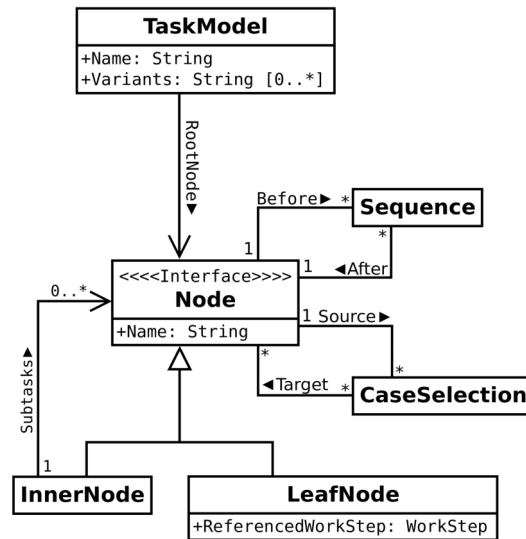 TaskModel
+Name: String
+Variants: String [0..*]
RootNode▶
Before▶
*
Sequence
1
*
<<<<Interface>>>>
1
◀After
0..*
Node
+Name: String
1
Source▶
*
*
◀Target
*
CaseSelection
Subtasks▶
1
InnerNode
LeafNode
+ReferencedWorkStep: WorkStep